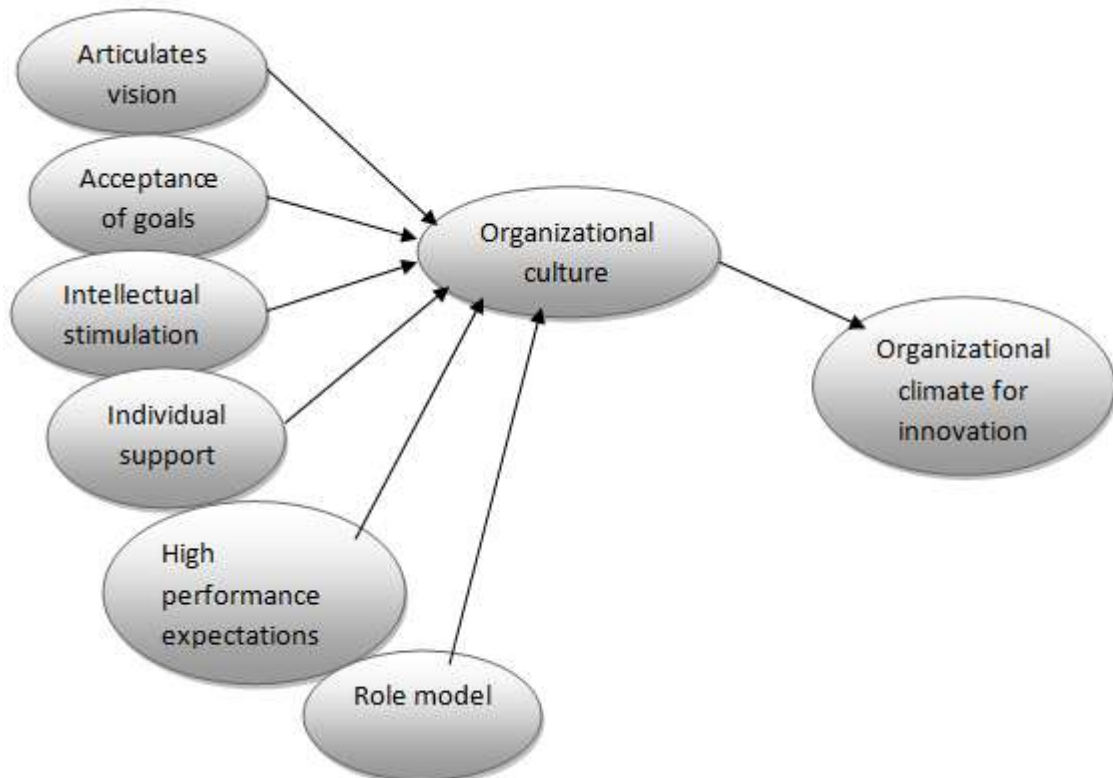 Articulates
vision
Acceptance
of goals
Intellectual
stimulation
Individual
support
High
performance
expectations
Role model
Organizational
culture
Organizational
climate for
innovation